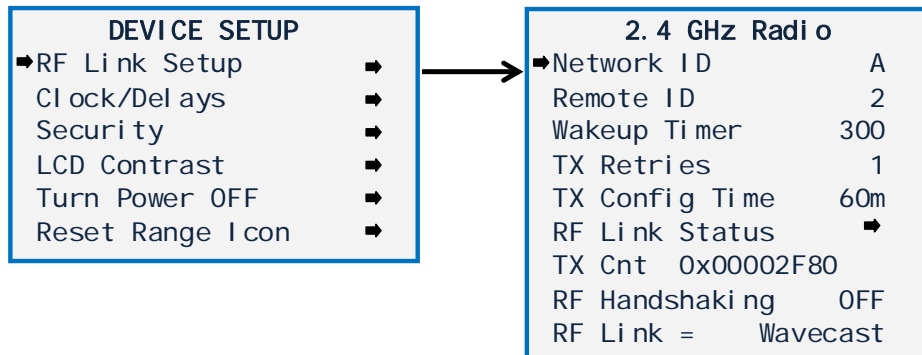 DEVICE SETUP
➡RF Link Setup ➡
Clock/Delays ➡
Security ➡
LCD Contrast ➡
Turn Power OFF ➡
Reset Range Icon ➡
2.4 GHz Radio
➡Network ID A
Remote ID 2
Wakeup Timer 300
TX Retries 1
TX Config Time 60m
RF Link Status ➡
TX Cnt 0x00002F80
RF Handshaking OFF
RF Link = Wavecast